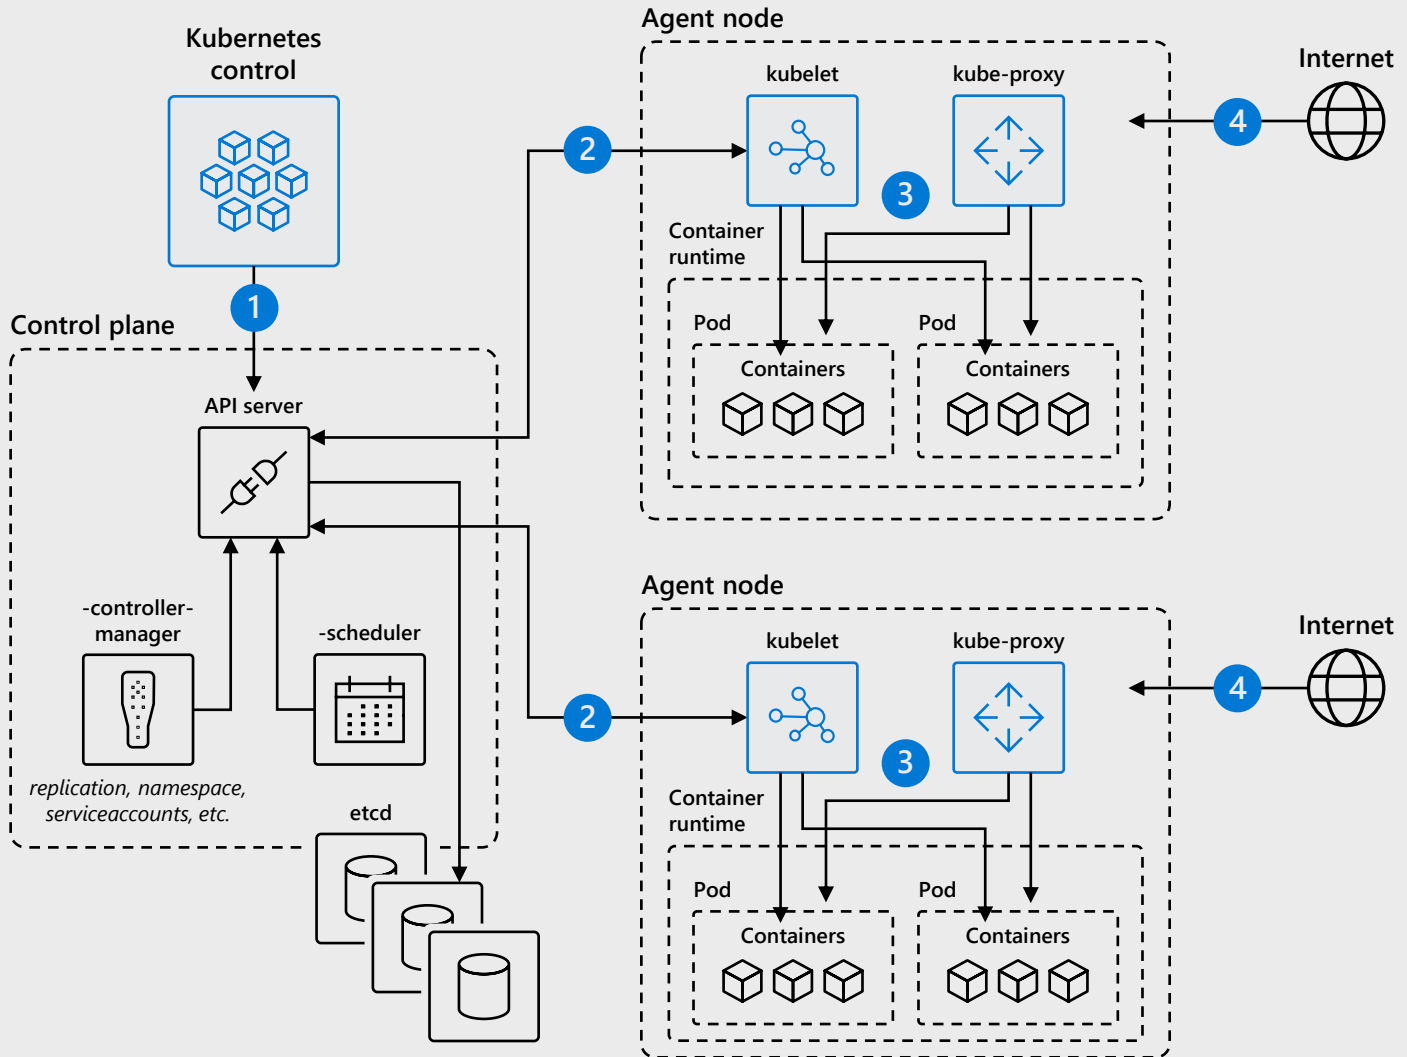 Kubernetes
control
1
Control plane
API server
-controller-
manager
-scheduler
replication, namespace,
serviceaccounts, etc.
etcd
Agent node
kubelet
kube-proxy
2
3
Container
runtime
Pod
Pod
Containers
Containers
Internet
4
Agent node
kubelet
kube-proxy
2
3
Container
runtime
Pod
Pod
Containers
Containers
Internet
4